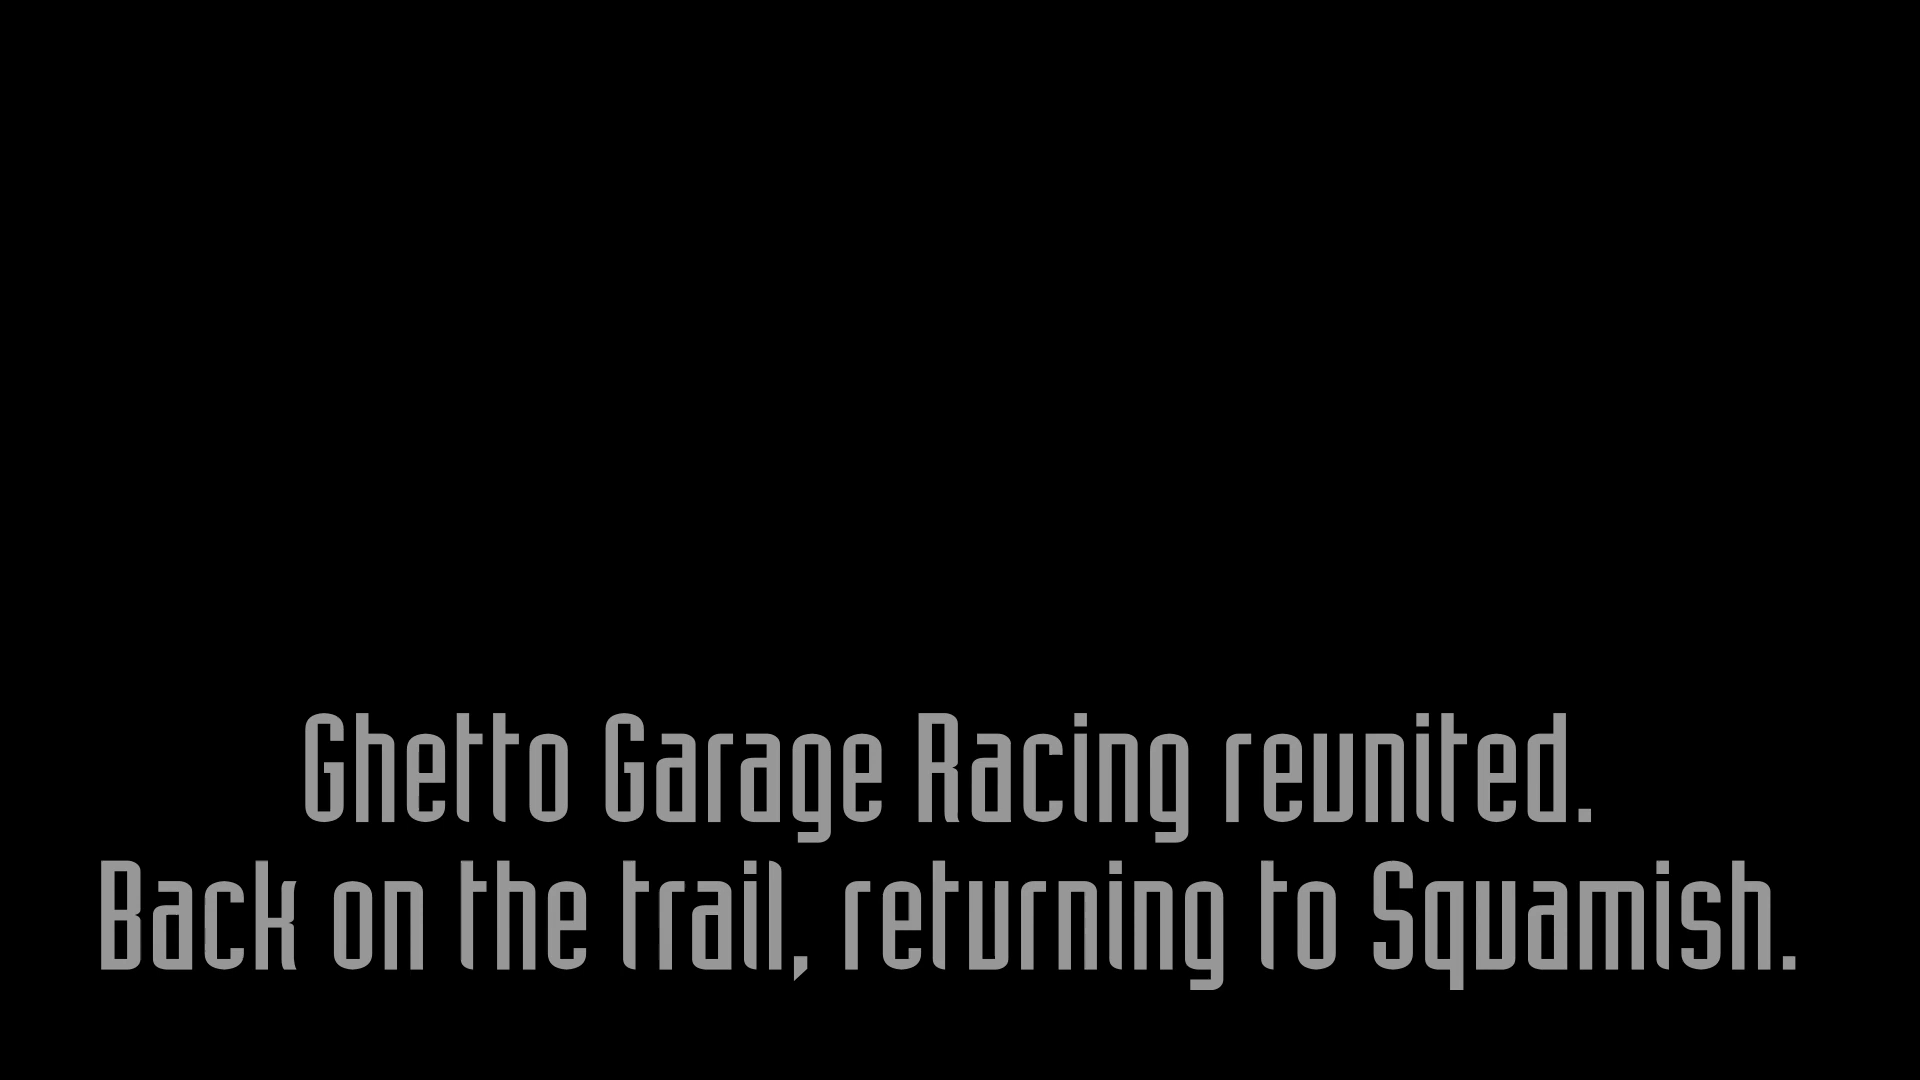 Ghetto Garage Racing reunited.
Back on the trail, returning to Squamish.